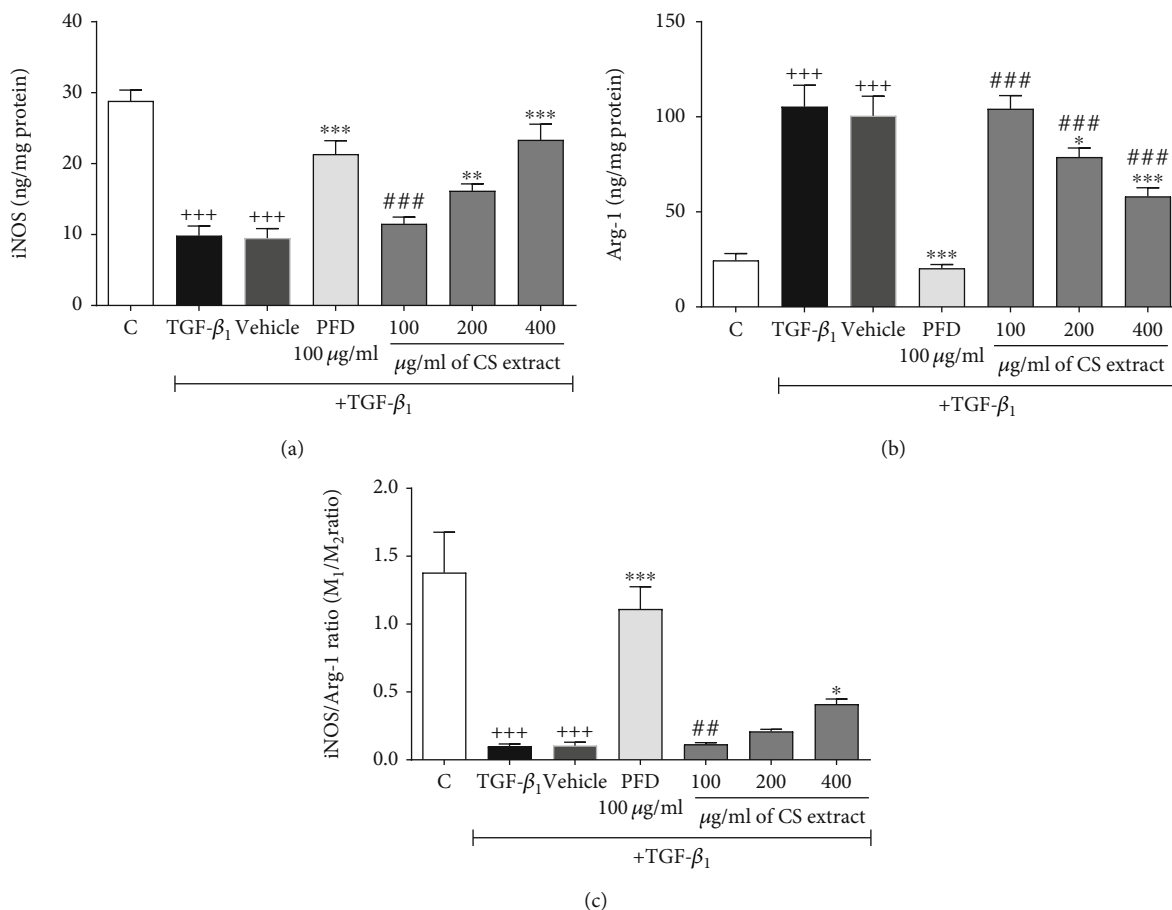 40
30
20
10
0
iNOS (ng/mg protein)
+++
+++
***
###
**
***
C
TGF-β₁
Vehicle
PFD
100 μg/ml
100
200
400
μg/ml of CS extract
+TGF-β₁
(a)
150
100
50
0
Arg-1 (ng/mg protein)
+++
+++
***
###
###
*
###
***
C
TGF-β₁
Vehicle
PFD
100 μg/ml
100
200
400
μg/ml of CS extract
+TGF-β₁
(b)
2.0
1.5
1.0
0.5
0.0
iNOS/Arg-1 ratio (M₁/M₂ratio)
+++
+++
***
##
*
C
TGF-β₁
Vehicle
PFD
100 μg/ml
100
200
400
μg/ml of CS extract
+TGF-β₁
(c)